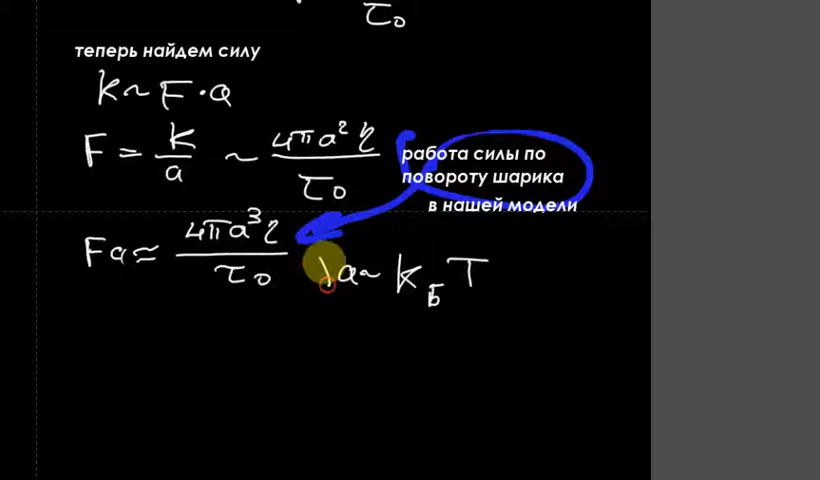 τ₀
теперь найдем силу
K ~ F · a
F = K/a ~ 4πa²η/τ₀
работа силы по
повороту шарика
в нашей модели
Fa ≃ 4πa³η/τ₀
a ~ K_Б T